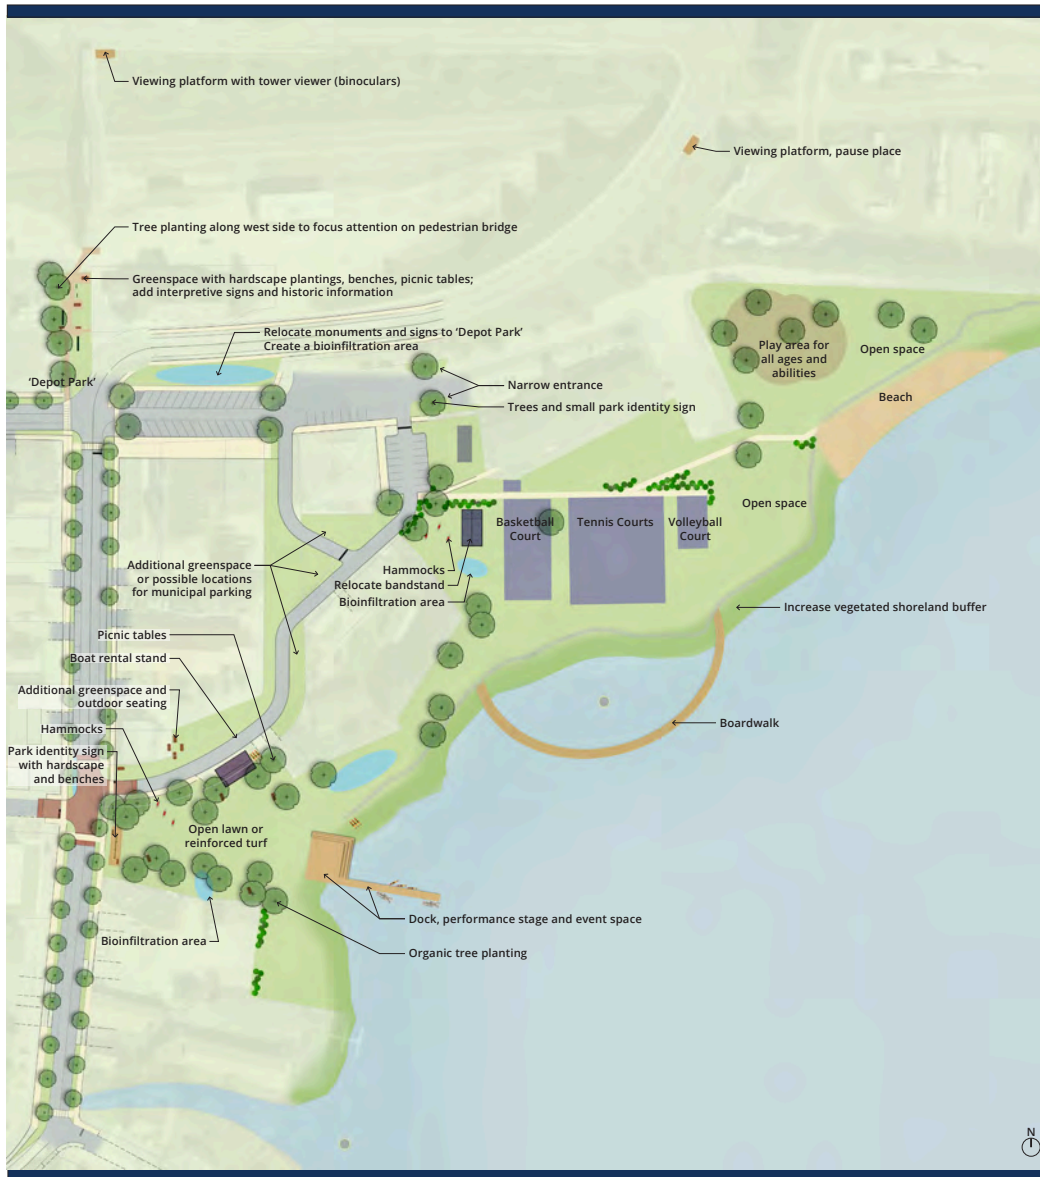 Viewing platform with tower viewer (binoculars)
Viewing platform, pause place
Tree planting along west side to focus attention on pedestrian bridge
Greenspace with hardscape plantings, benches, picnic tables;
add interpretive signs and historic information
Relocate monuments and signs to ‘Depot Park’
Create a bioinfiltration area
Play area for
all ages and
abilities
Open space
‘Depot Park’
Narrow entrance
Beach
Trees and small park identity sign
Open space
Basketball
Court
Tennis Courts
Volleyball
Court
Additional greenspace
or possible locations
for municipal parking
Hammocks
Relocate bandstand
Bioinfiltration area
Increase vegetated shoreland buffer
Picnic tables
Boat rental stand
Additional greenspace and
outdoor seating
Hammocks
Park identity sign
with hardscape
and benches
Boardwalk
Open lawn or
reinforced turf
Dock, performance stage and event space
Bioinfiltration area
Organic tree planting
N